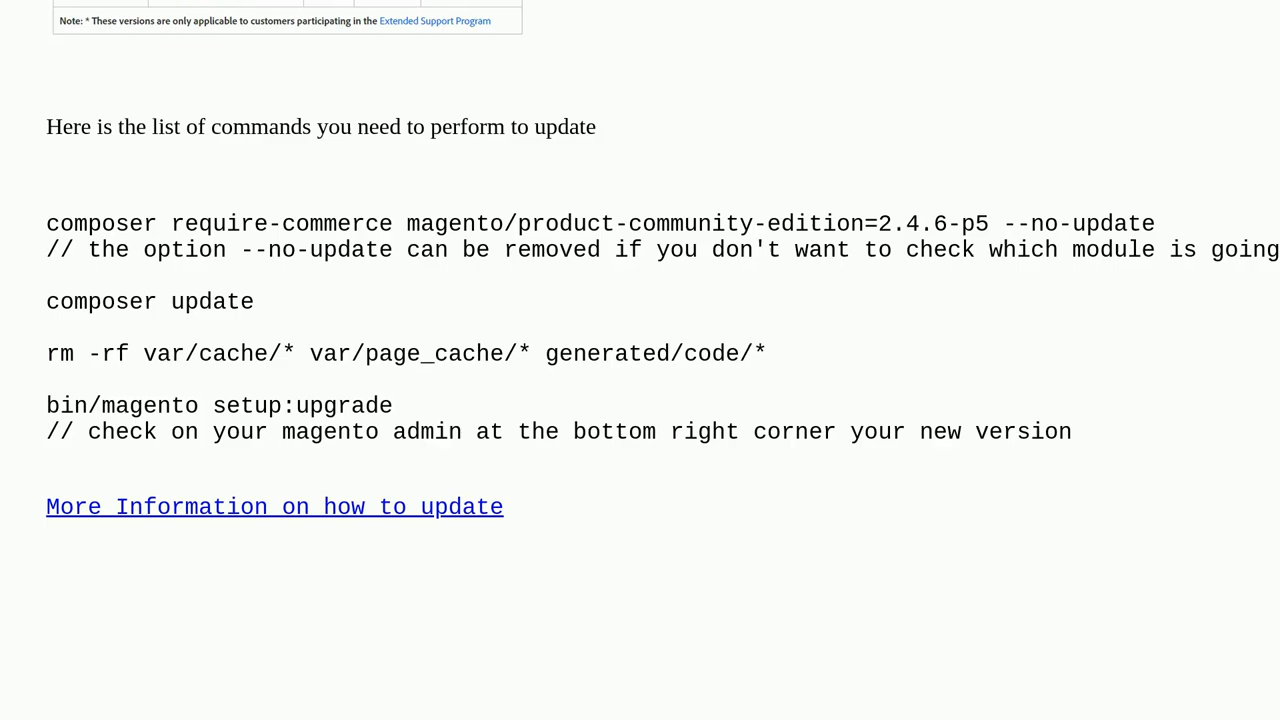 Note: * These versions are only applicable to customers participating in the Extended Support Program
Here is the list of commands you need to perform to update
composer require-commerce magento/product-community-edition=2.4.6-p5 --no-update
// the option --no-update can be removed if you don't want to check which module is going
composer update
rm -rf var/cache/* var/page_cache/* generated/code/*
bin/magento setup:upgrade
// check on your magento admin at the bottom right corner your new version
More Information on how to update